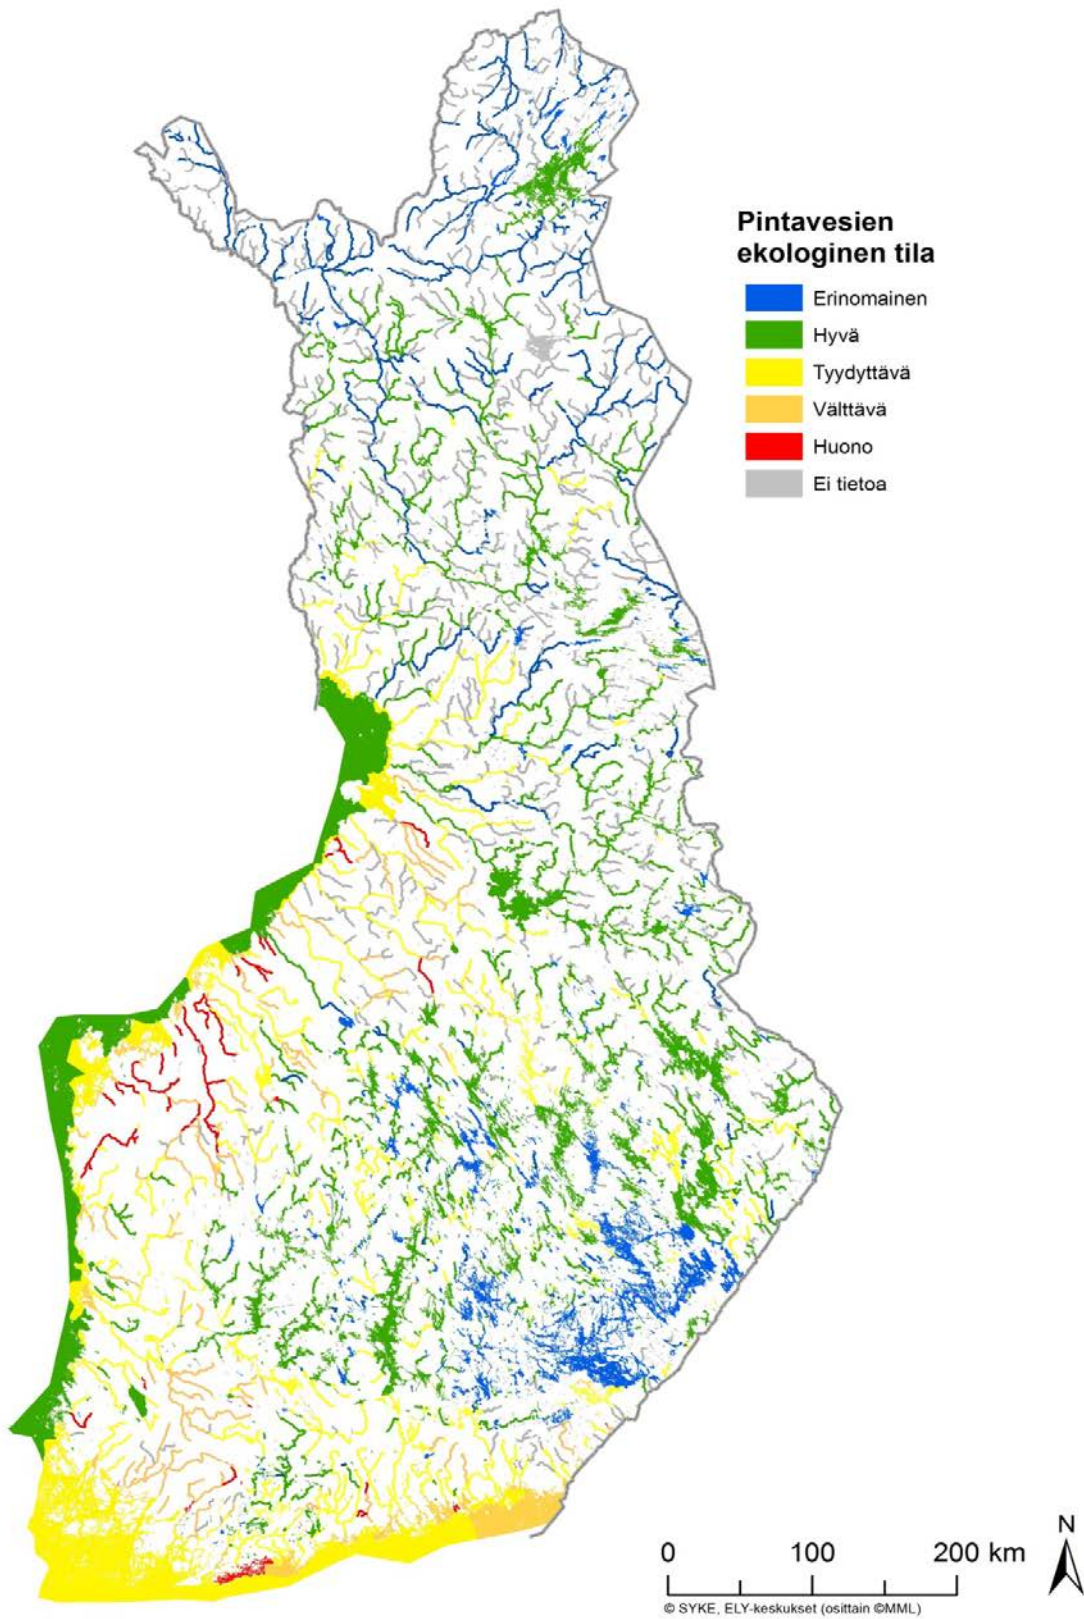 Pintavesien
ekologinen tila
Erinomainen
Hyvä
Tyydyttävä
Välttävä
Huono
Ei tietoa
N
0 100 200 km
© SYKE, ELY-keskukset (osittain ©MML)